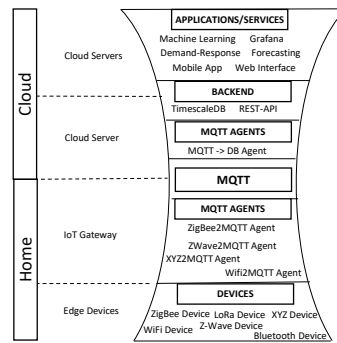 APPLICATIONS/SERVICES
Machine Learning Grafana
Demand-Response Forecasting
Mobile App Web Interface
Cloud Servers
BACKEND
TimescaleDB REST-API
Cloud
Cloud Server
MQTT AGENTS
MQTT -> DB Agent
MQTT
MQTT AGENTS
ZigBee2MQTT Agent
IoT Gateway
ZWave2MQTT Agent
XYZ2MQTT Agent
Wifi2MQTT Agent
Home
DEVICES
Edge Devices
ZigBee Device LoRa Device XYZ Device
WiFi Device Z-Wave Device
Bluetooth Device